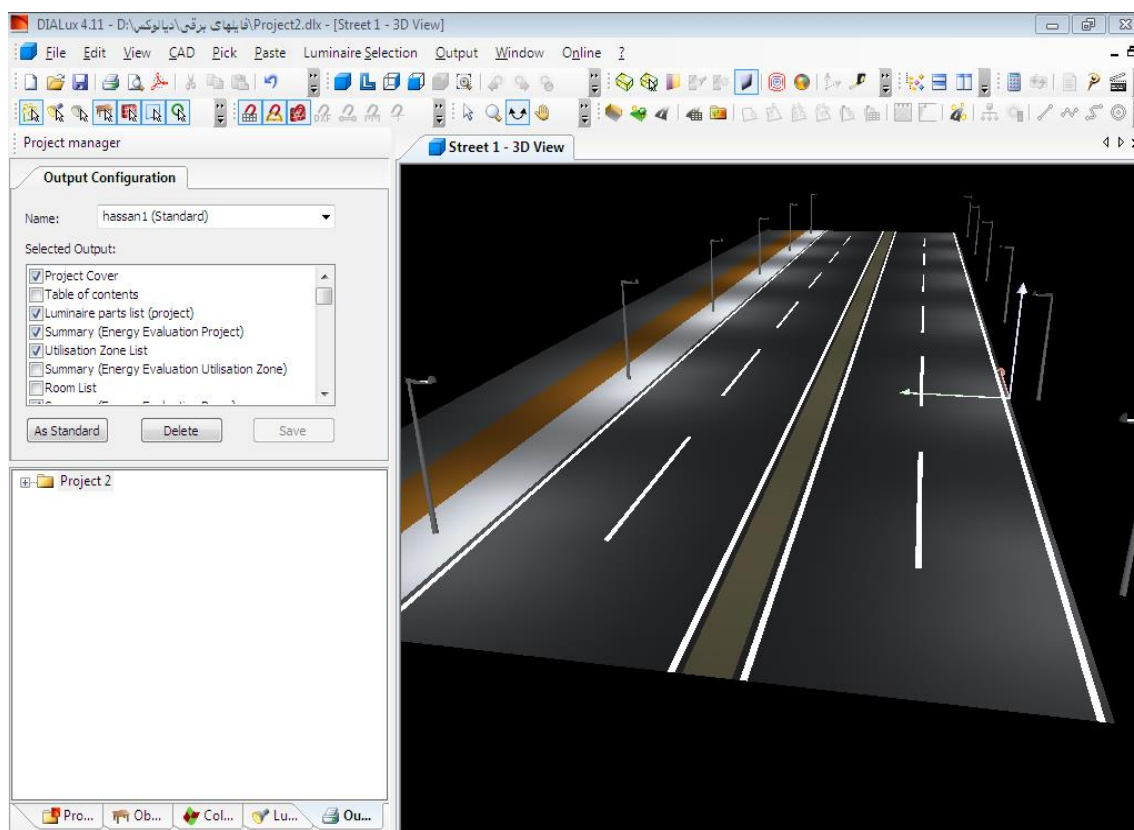 DIALux 4.11 - D:\فایلهای برقی\دیالوکس\Project2.dlx - [Street 1 - 3D View]
File Edit View CAD Pick Paste Luminaire Selection Output Window Online ?
Project manager
Street 1 - 3D View
Output Configuration
Name: hassan1 (Standard)
Selected Output:
Project Cover
Table of contents
Luminaire parts list (project)
Summary (Energy Evaluation Project)
Utilisation Zone List
Summary (Energy Evaluation Utilisation Zone)
Room List
As Standard Delete Save
Project 2
Pro... Ob... Col... Lu... Ou...